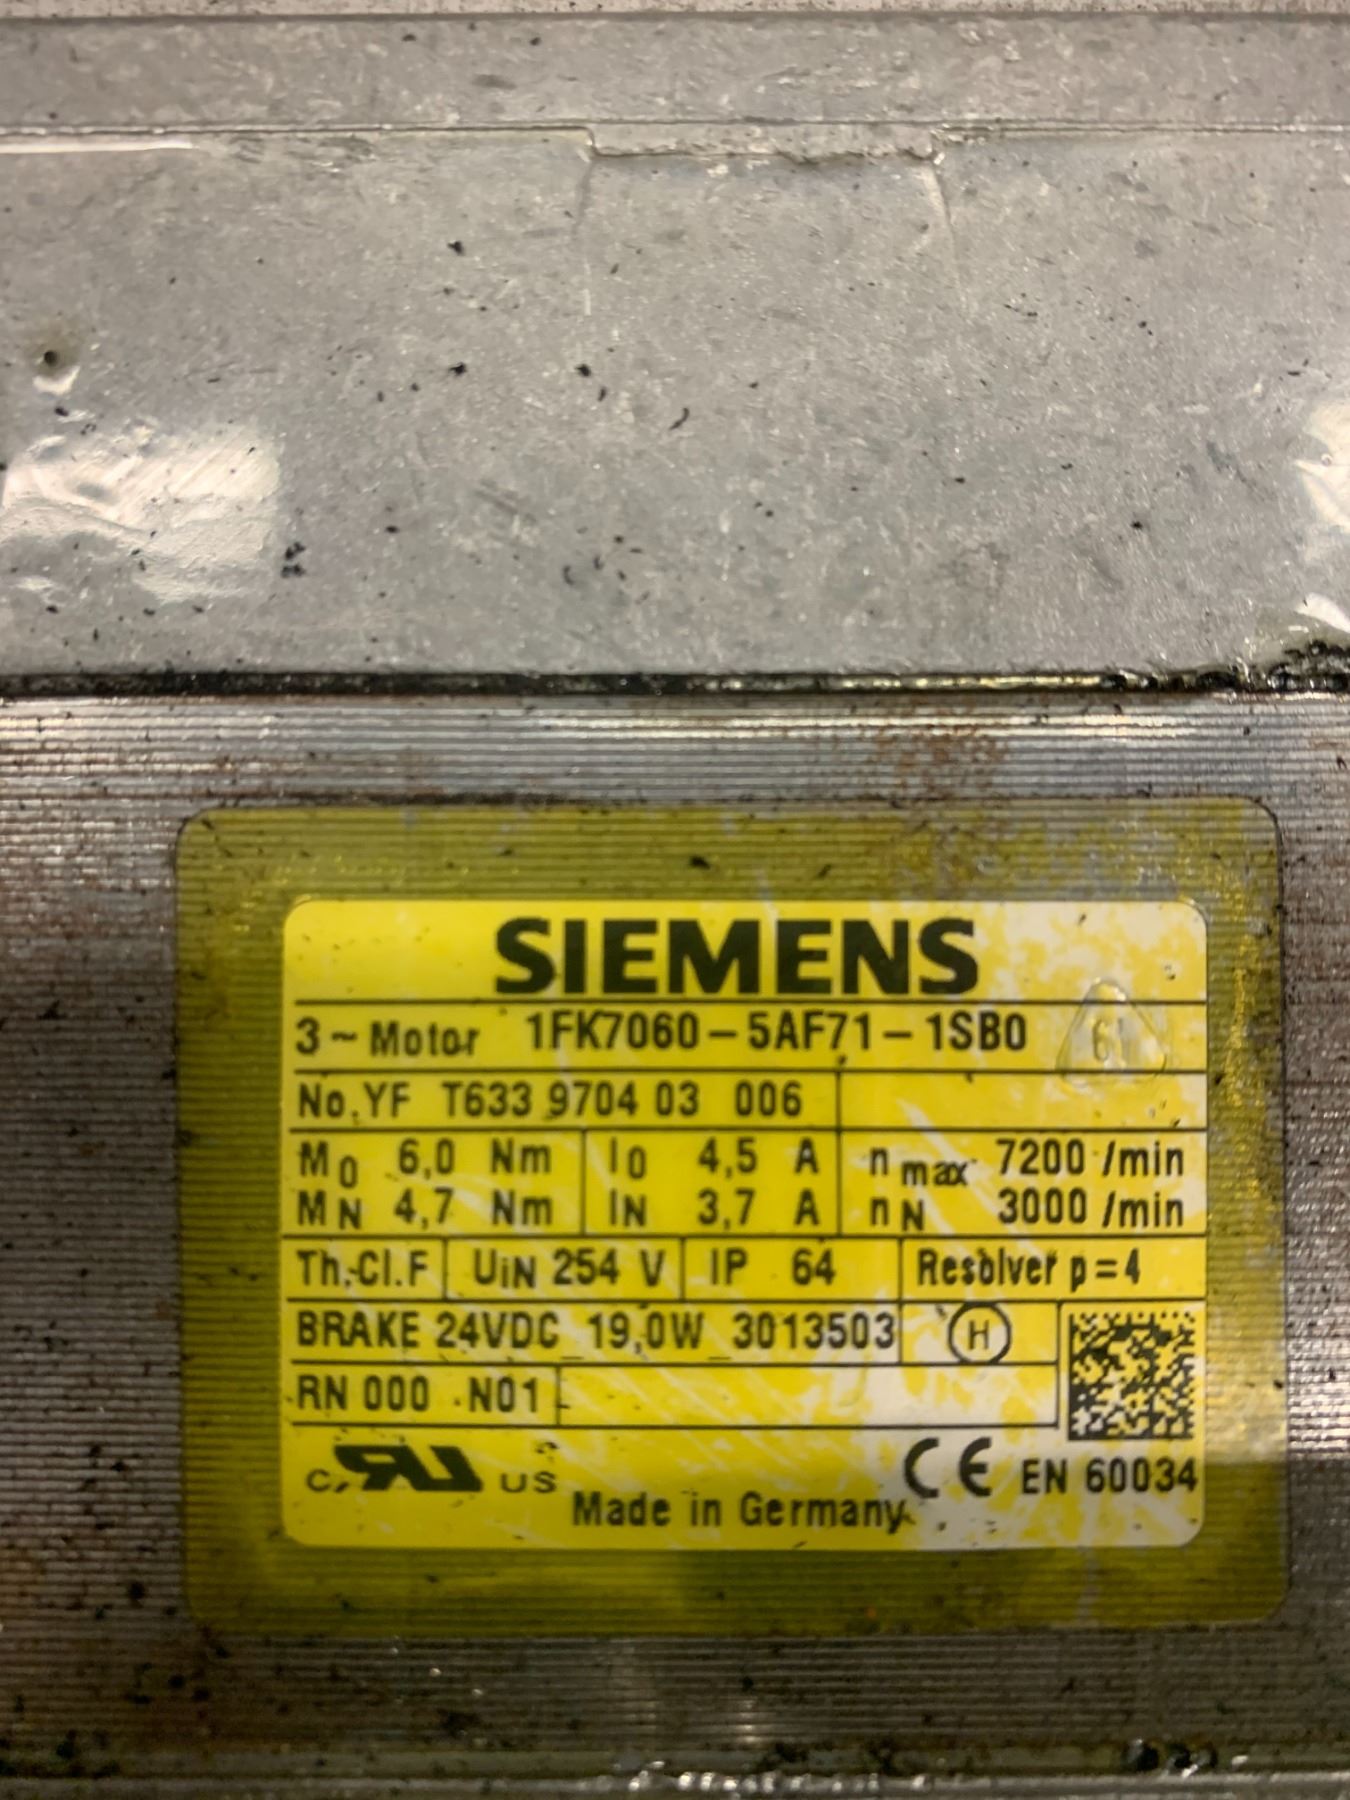 SIEMENS
3~Motor 1FK7060-5AF71-1SB0 61
No.YF T633 9704 03 006
M0 6,0 Nm I0 4,5 A nmax 7200 /min
MN 4,7 Nm IN 3,7 A nN 3000 /min
Th.Cl.F UiN 254 V IP 64 Resolver p=4
BRAKE 24VDC 19,0W 3013503 H
RN 000 N01
c RU US CE EN 60034
Made in Germany